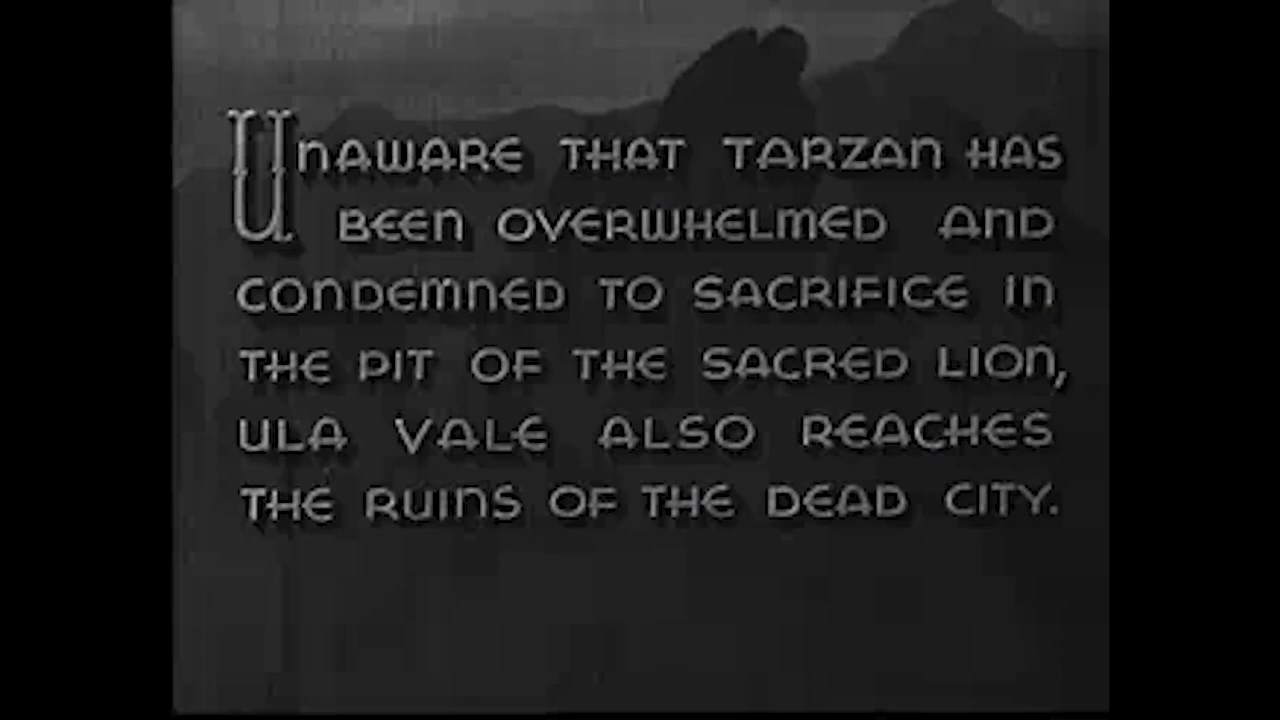 Unaware that Tarzan has
been overwhelmed and
condemned to sacrifice in
the pit of the sacred lion,
Ula Vale also reaches
the ruins of the dead city.